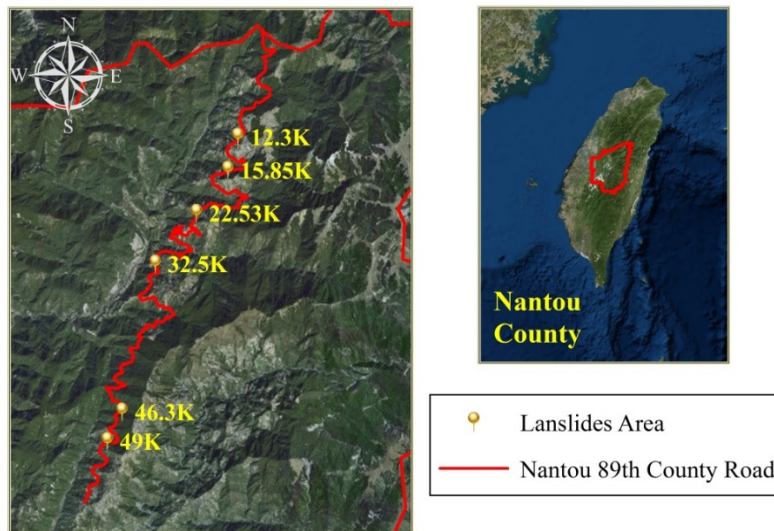 N
W E
S
12.3K
15.85K
22.53K
32.5K
46.3K
49K
Nantou
County
Lanslides Area
Nantou 89th County Road